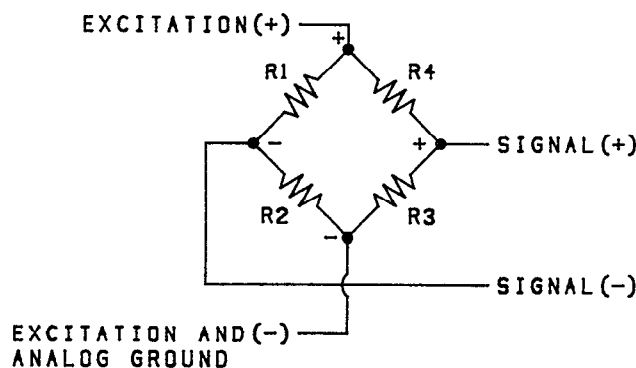 EXCITATION(+)
+
R1
R4
-
+
SIGNAL(+)
R2
R3
-
SIGNAL(-)
EXCITATION AND(-)
ANALOG GROUND